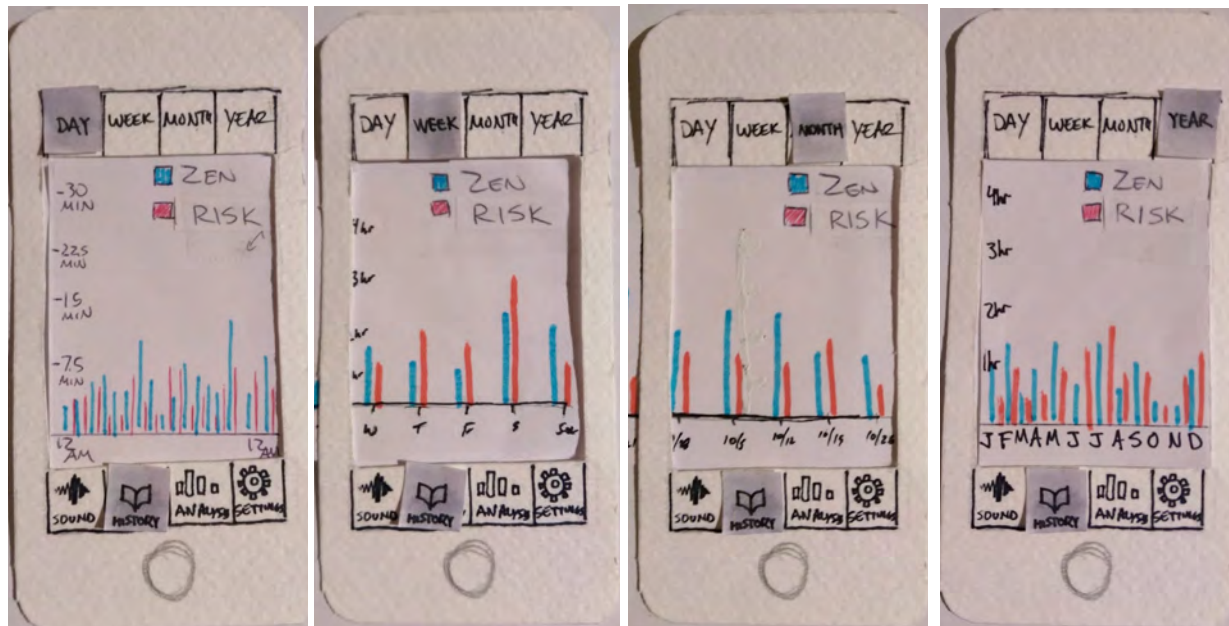 DAY WEEK MONTH YEAR
ZEN
RISK
-30
MIN
-22.5
MIN
-15
MIN
-7.5
MIN
12
AM
12
AM
SOUND HISTORY ANALYSIS SETTINGS
DAY WEEK MONTH YEAR
ZEN
RISK
4hr
3hr
hr
hr
W T F S Su
SOUND HISTORY ANALYSIS SETTINGS
DAY WEEK MONTH YEAR
ZEN
RISK
10/5 10/12 10/19 10/26
SOUND HISTORY ANALYSIS SETTINGS
DAY WEEK MONTH YEAR
ZEN
RISK
4hr
3hr
2hr
1hr
J F M A M J J A S O N D
SOUND HISTORY ANALYSIS SETTINGS